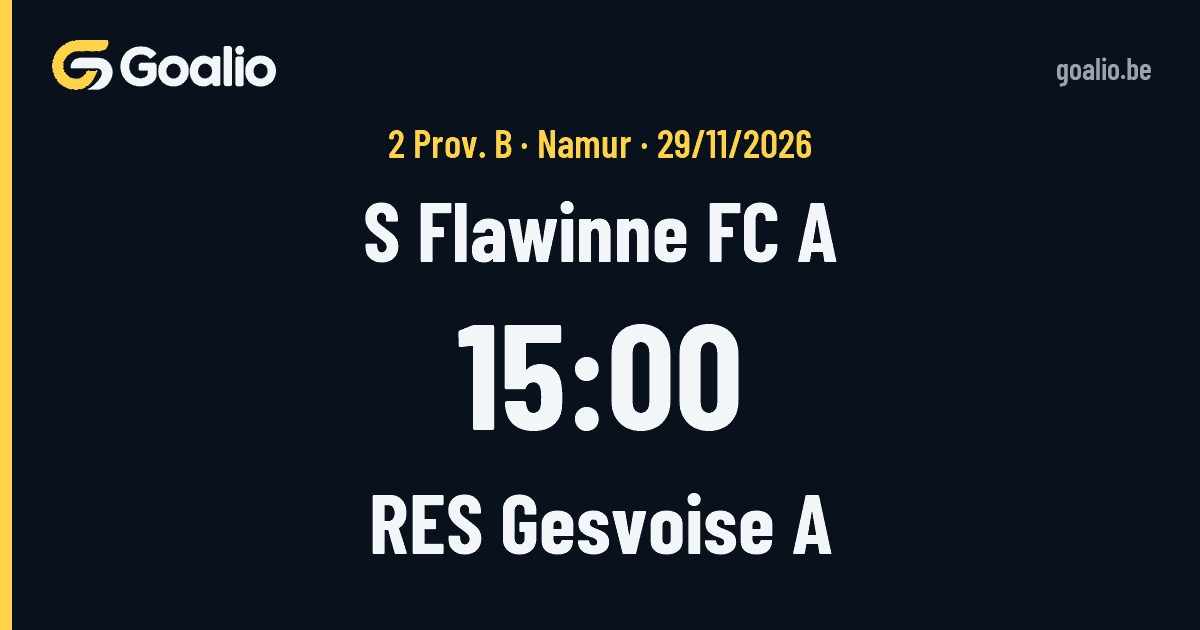 Goalio
goalio.be
2 Prov. B · Namur · 29/11/2026
S Flawinne FC A
15:00
RES Gesvoise A